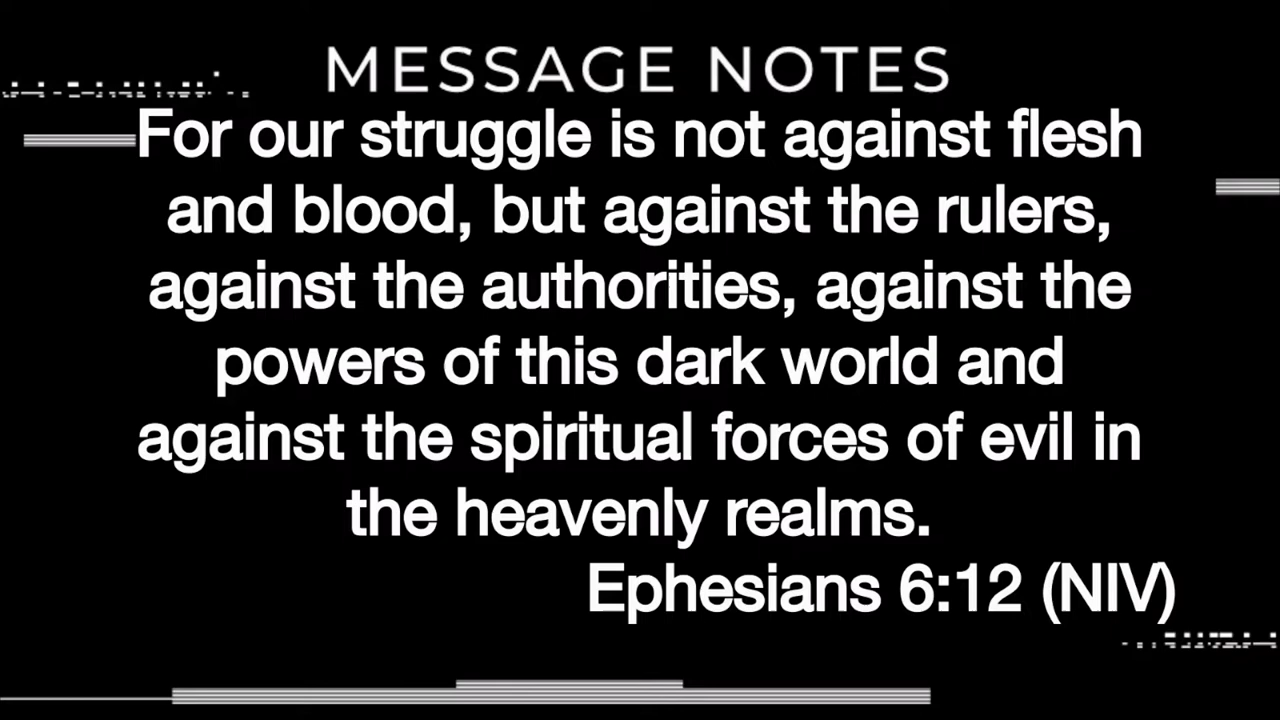 MESSAGE NOTES
For our struggle is not against flesh
and blood, but against the rulers,
against the authorities, against the
powers of this dark world and
against the spiritual forces of evil in
the heavenly realms.
Ephesians 6:12 (NIV)